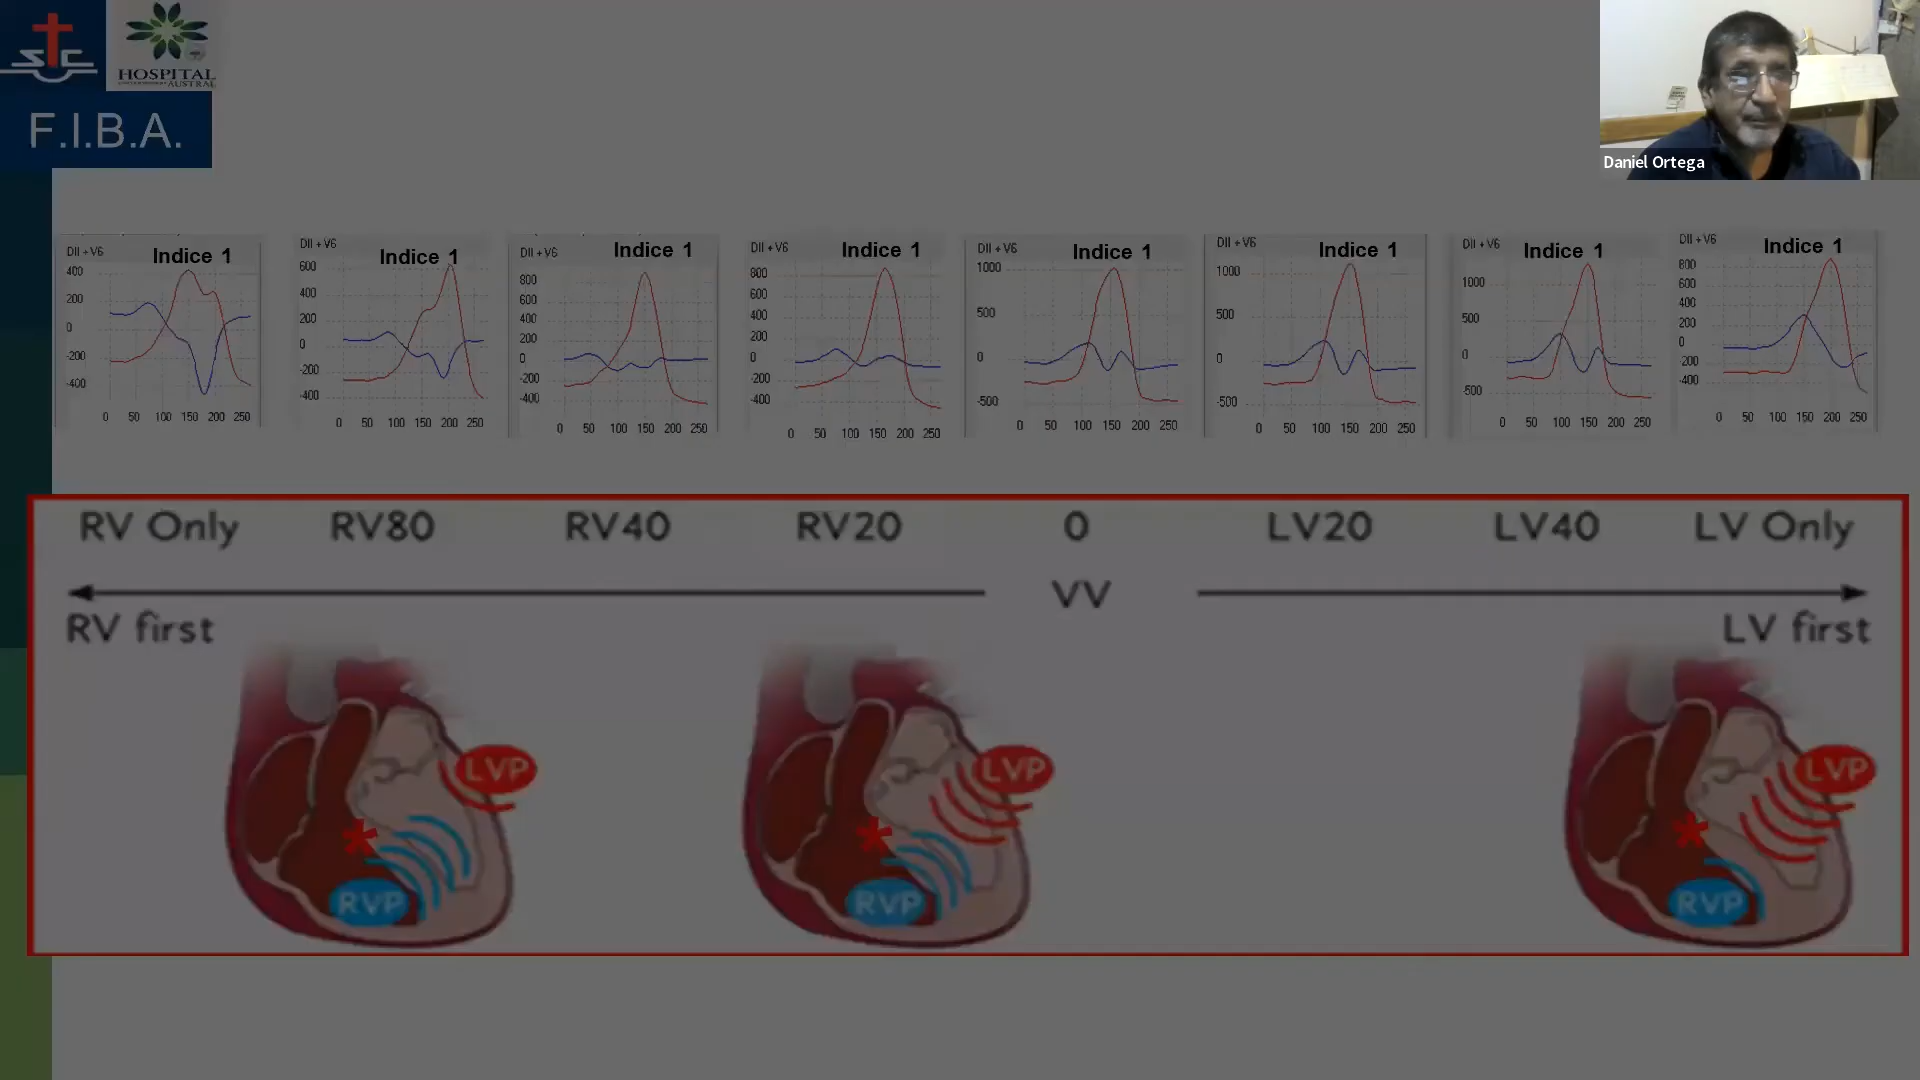 STC
HOSPITAL
AUSTRAL
F.I.B.A.
Daniel Ortega
DII + V6
Indice 1
400
200
0
-200
-400
0 50 100 150 200 250
DII + V6
Indice 1
600
400
200
0
-200
-400
0 50 100 150 200 250
DII + V6
Indice 1
800
600
400
200
0
-200
-400
0 50 100 150 200 250
DII + V6
Indice 1
800
600
400
200
0
-200
-400
0 50 100 150 200 250
DII + V6
Indice 1
1000
500
0
-500
0 50 100 150 200 250
DII + V6
Indice 1
1000
500
0
-500
0 50 100 150 200 250
DII + V6
Indice 1
1000
500
0
-500
0 50 100 150 200 250
DII + V6
Indice 1
800
600
400
200
0
200
-400
0 50 100 150 200 250
RV Only RV80 RV40 RV20 0 LV20 LV40 LV Only
VV
RV first LV first
LVP LVP LVP
* * *
RVP RVP RVP